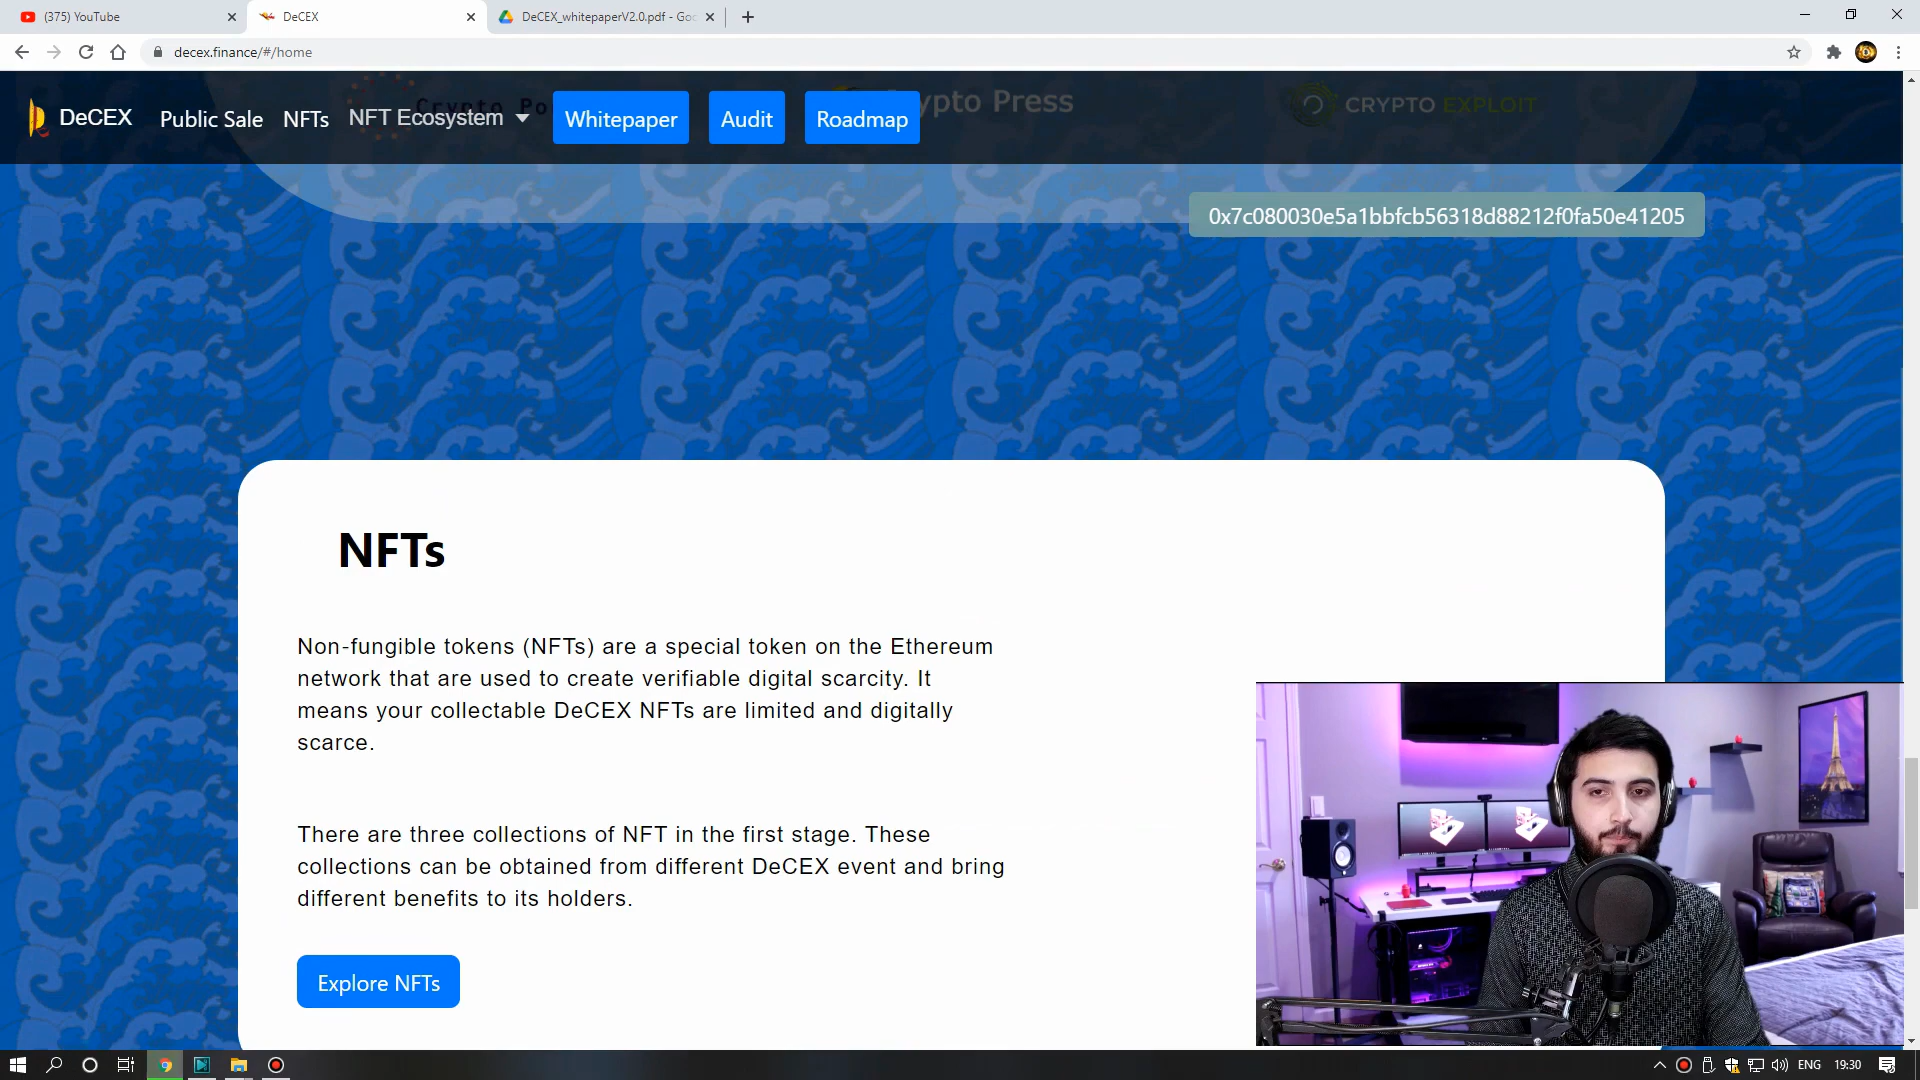 (375) YouTube
DeCEX
DeCEX_whitepaperV2.0.pdf - Goo
decex.finance/#/home
DeCEX
Public Sale
NFTs
NFT Ecosystem
Whitepaper
Audit
Roadmap
Crypto Po
ypto Press
CRYPTO EXPLOIT
0x7c080030e5a1bbfcb56318d88212f0fa50e41205
NFTs
Non-fungible tokens (NFTs) are a special token on the Ethereum
network that are used to create verifiable digital scarcity. It
means your collectable DeCEX NFTs are limited and digitally
scarce.
There are three collections of NFT in the first stage. These
collections can be obtained from different DeCEX event and bring
different benefits to its holders.
Explore NFTs
ENG
19:30